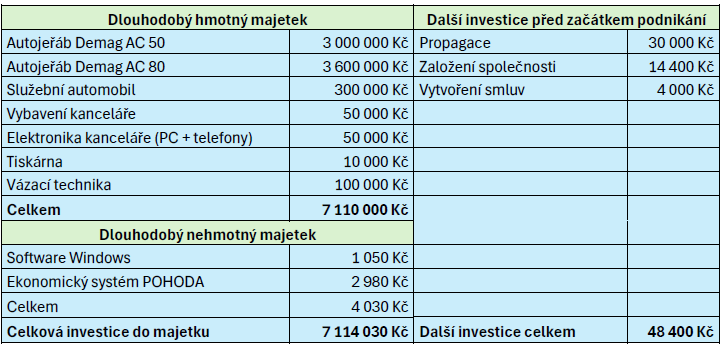 Dlouhodobý hmotný majetek Další investice před začátkem podnikání
Autojeřáb Demag AC 50 3 000 000 Kč Propagace 30 000 Kč
Autojeřáb Demag AC 80 3 600 000 Kč Založení společnosti 14 400 Kč
Služební automobil 300 000 Kč Vytvoření smluv 4 000 Kč
Vybavení kanceláře 50 000 Kč
Elektronika kanceláře (PC + telefony) 50 000 Kč
Tiskárna 10 000 Kč
Vázací technika 100 000 Kč
Celkem 7 110 000 Kč
Dlouhodobý nehmotný majetek
Software Windows 1 050 Kč
Ekonomický systém POHODA 2 980 Kč
Celkem 4 030 Kč
Celková investice do majetku 7 114 030 Kč Další investice celkem 48 400 Kč